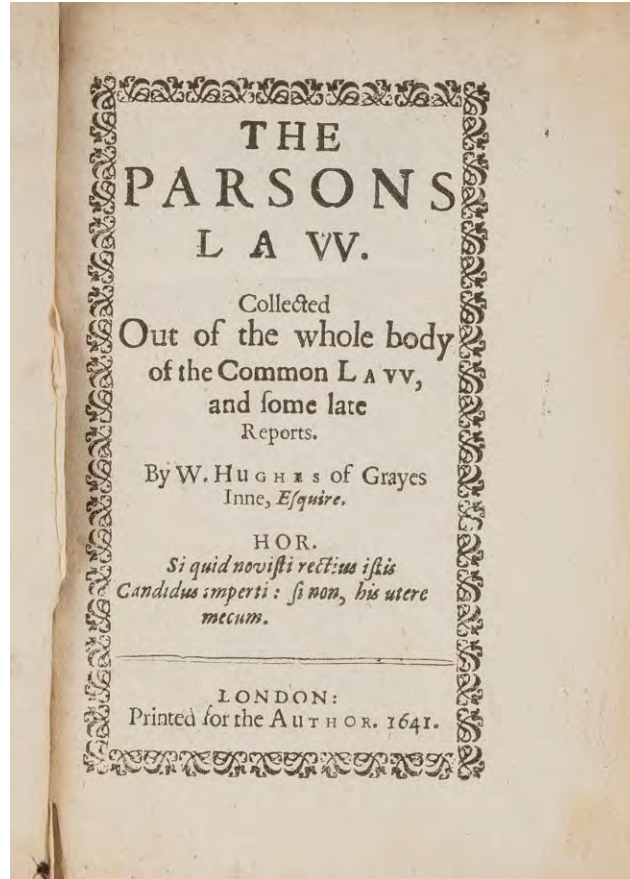 THE
PARSONS
LAVV.
Collected
Out of the whole body
of the Common LAVV,
and ſome late
Reports.
By W. HUGHES of Grayes
Inne, Eſquire.
HOR.
Si quid noviſti rectius iſtis
Candidus imperti : ſi non, his utere
mecum.
LONDON:
Printed for the AUTHOR. 1641.